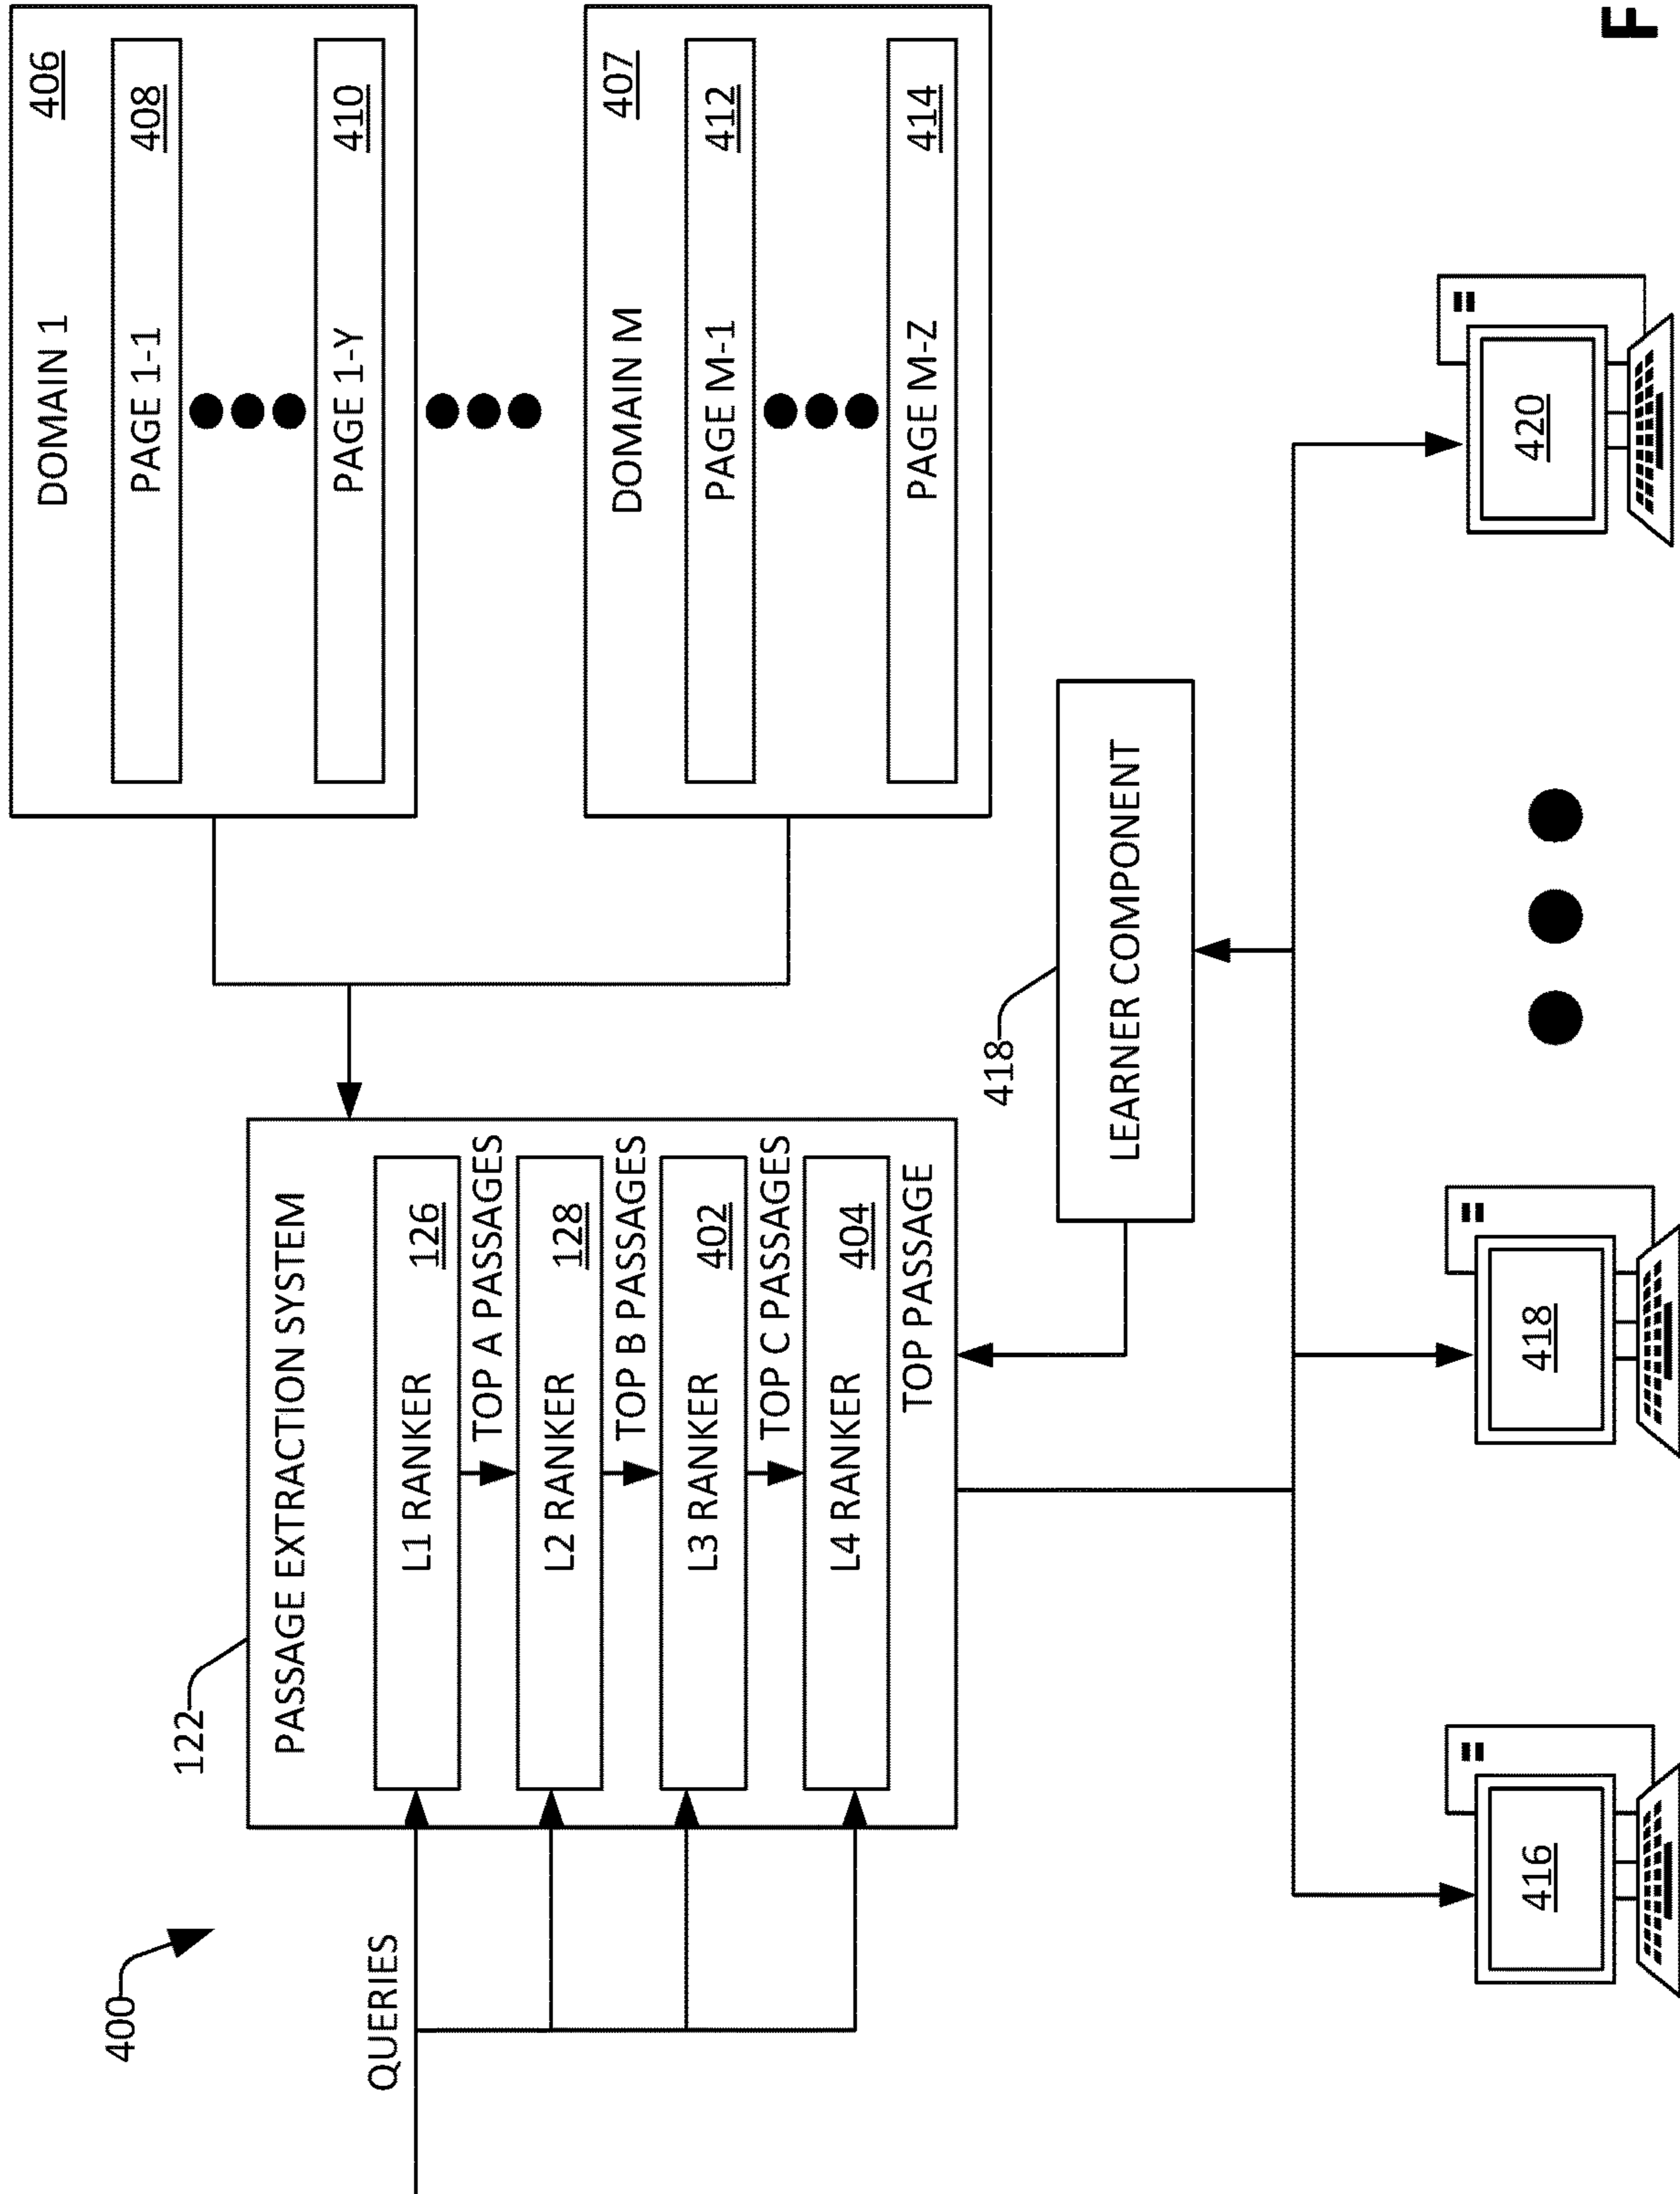 400
QUERIES
122
PASSAGE EXTRACTION SYSTEM
L1 RANKER 126
TOP A PASSAGES
L2 RANKER 128
TOP B PASSAGES
L3 RANKER 402
TOP C PASSAGES
L4 RANKER 404
TOP PASSAGE
DOMAIN 1 406
PAGE 1-1 408
PAGE 1-Y 410
DOMAIN M 407
PAGE M-1 412
PAGE M-Z 414
418
LEARNER COMPONENT
416
418
420
F